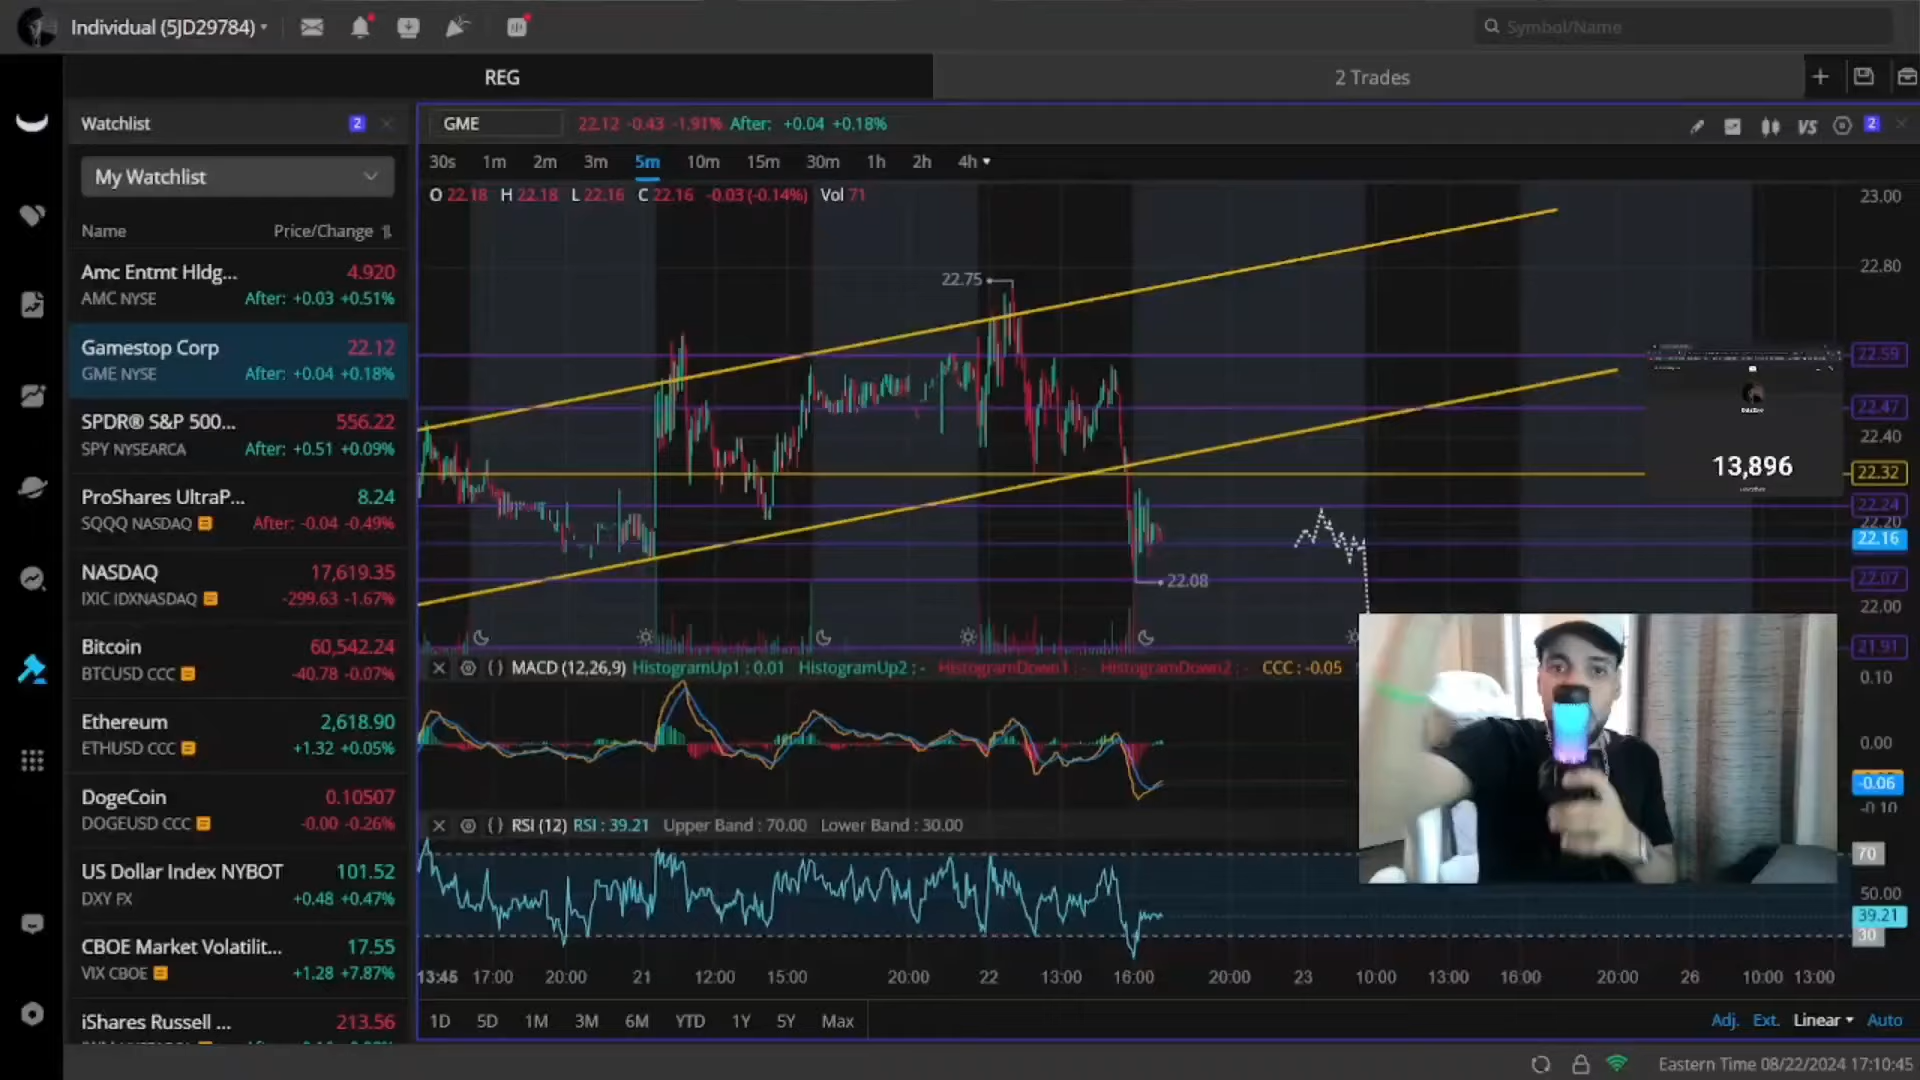 Individual (5JD29784)
Symbol/Name
REG
2 Trades
Watchlist
2
GME
22.12 -0.43 -1.91% After: +0.04 +0.18%
VS
2
My Watchlist
30s 1m 2m 3m 5m 10m 15m 30m 1h 2h 4h
O 22.18 H 22.18 L 22.16 C 22.16 -0.03 (-0.14%) Vol 71
Name Price/Change
Amc Entmt Hldg... 4.920
AMC NYSE After: +0.03 +0.51%
Gamestop Corp 22.12
GME NYSE After: +0.04 +0.18%
SPDR® S&P 500... 556.22
SPY NYSEARCA After: +0.51 +0.09%
ProShares UltraP... 8.24
SQQQ NASDAQ After: -0.04 -0.49%
NASDAQ 17,619.35
IXIC IDXNASDAQ -299.63 -1.67%
Bitcoin 60,542.24
BTCUSD CCC -40.78 -0.07%
Ethereum 2,618.90
ETHUSD CCC +1.32 +0.05%
DogeCoin 0.10507
DOGEUSD CCC -0.00 -0.26%
US Dollar Index NYBOT 101.52
DXY FX +0.48 +0.47%
CBOE Market Volatilit... 17.55
VIX CBOE +1.28 +7.87%
iShares Russell ... 213.56
23.00
22.80
22.75
22.59
22.47
22.40
13,896
22.32
22.24
22.20
22.16
22.08
22.07
22.00
21.91
MACD (12,26,9) HistogramUp1 : 0.01 HistogramUp2 : - HistogramDown1 : - HistogramDown2 : - CCC : -0.05
0.10
0.00
-0.06
-0.10
RSI (12) RSI : 39.21 Upper Band : 70.00 Lower Band : 30.00
70
50.00
39.21
30
13:45 17:00 20:00 21 12:00 15:00 20:00 22 13:00 16:00 20:00 23 10:00 13:00 16:00 20:00 26 10:00 13:00
1D 5D 1M 3M 6M YTD 1Y 5Y Max
Adj. Ext. Linear Auto
Eastern Time 08/22/2024 17:10:45